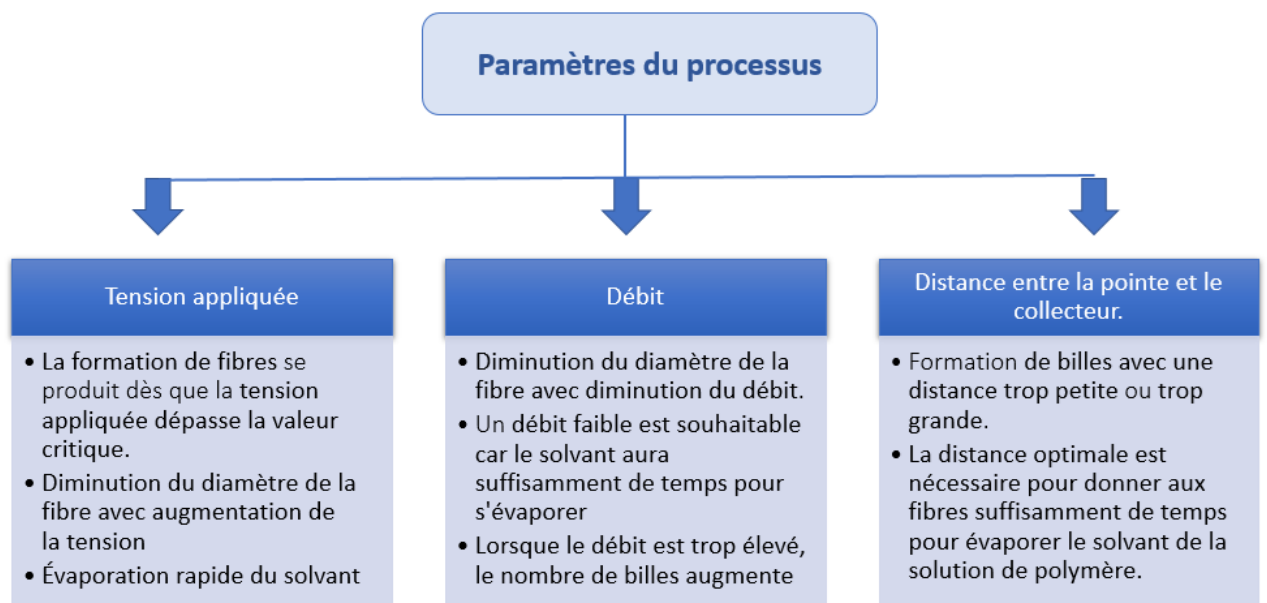 Paramètres du processus
Tension appliquée
• La formation de fibres se
produit dès que la tension
appliquée dépasse la valeur
critique.
• Diminution du diamètre de la
fibre avec augmentation de
la tension
• Évaporation rapide du solvant
Débit
• Diminution du diamètre de la
fibre avec diminution du débit.
• Un débit faible est souhaitable
car le solvant aura
suffisamment de temps pour
s'évaporer
• Lorsque le débit est trop élevé,
le nombre de billes augmente
Distance entre la pointe et le
collecteur.
• Formation de billes avec une
distance trop petite ou trop
grande.
• La distance optimale est
nécessaire pour donner aux
fibres suffisamment de temps
pour évaporer le solvant de la
solution de polymère.